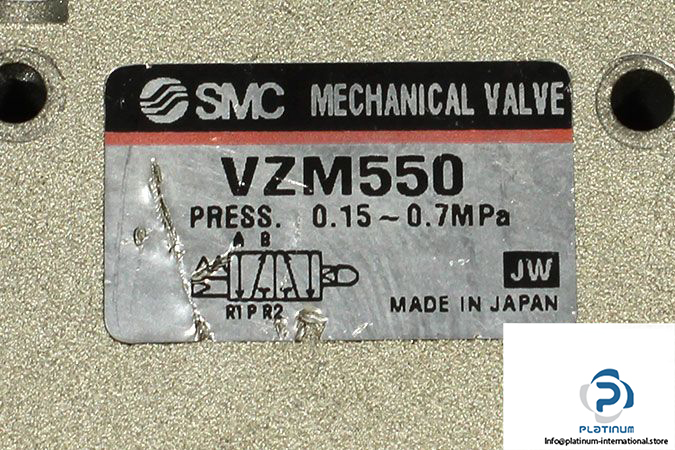 SMC MECHANICAL VALVE
VZM550
PRESS. 0.15~0.7MPa
A B
R1 P R2
JW
MADE IN JAPAN
PLATINUM
Info@platinum-international.store